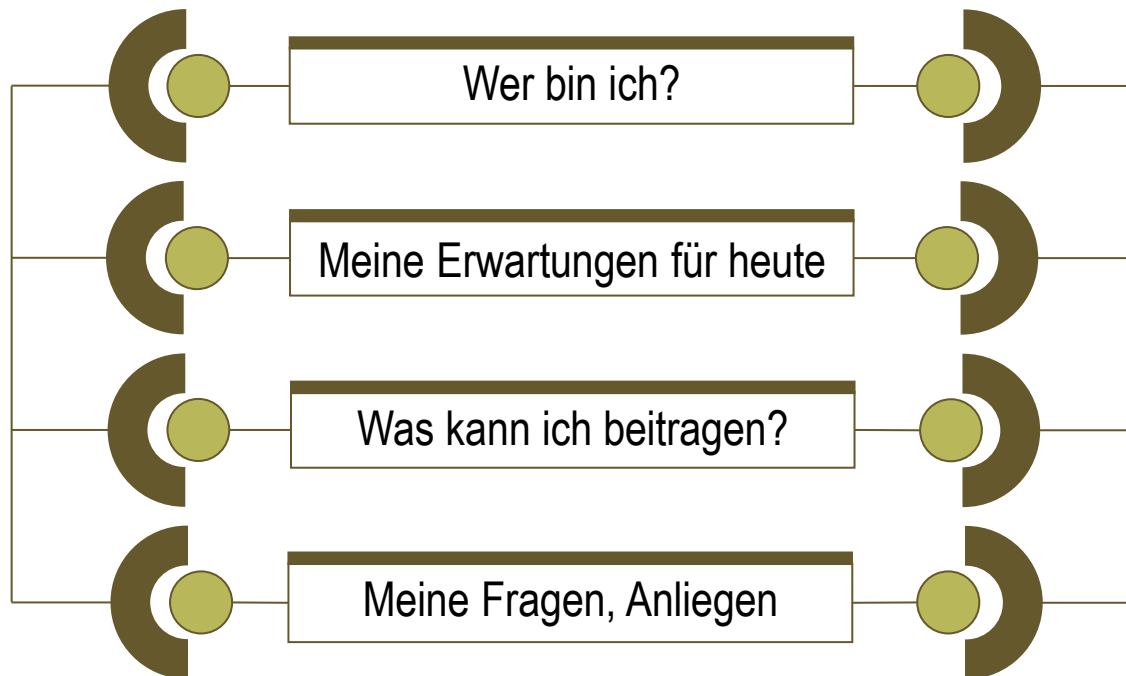 Wer bin ich?
Meine Erwartungen für heute
Was kann ich beitragen?
Meine Fragen, Anliegen